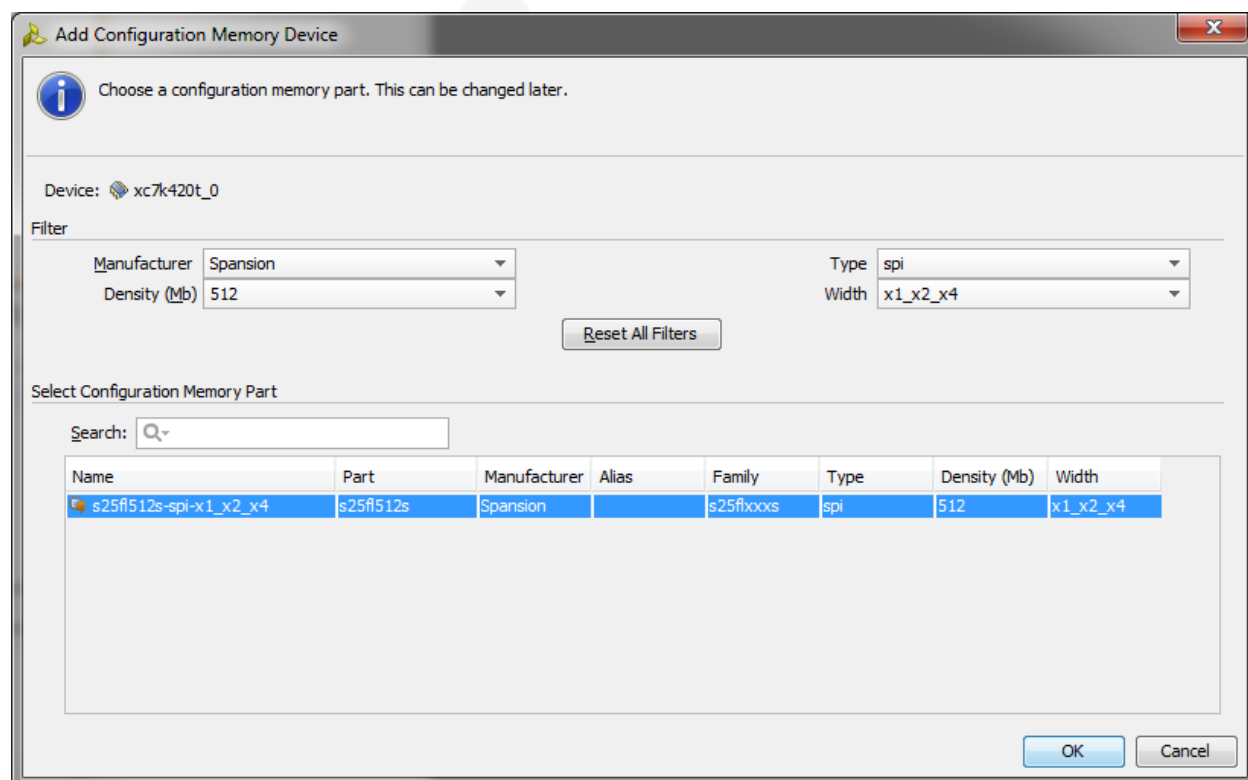 Add Configuration Memory Device
Choose a configuration memory part. This can be changed later.
Device: xc7k420t_0
Filter
Manufacturer Spansion Type spi
Density (Mb) 512 Width x1_x2_x4
Reset All Filters
Select Configuration Memory Part
Search:
Name Part Manufacturer Alias Family Type Density (Mb) Width
s25fl512s-spi-x1_x2_x4 s25fl512s Spansion s25flxxxs spi 512 x1_x2_x4
OK Cancel